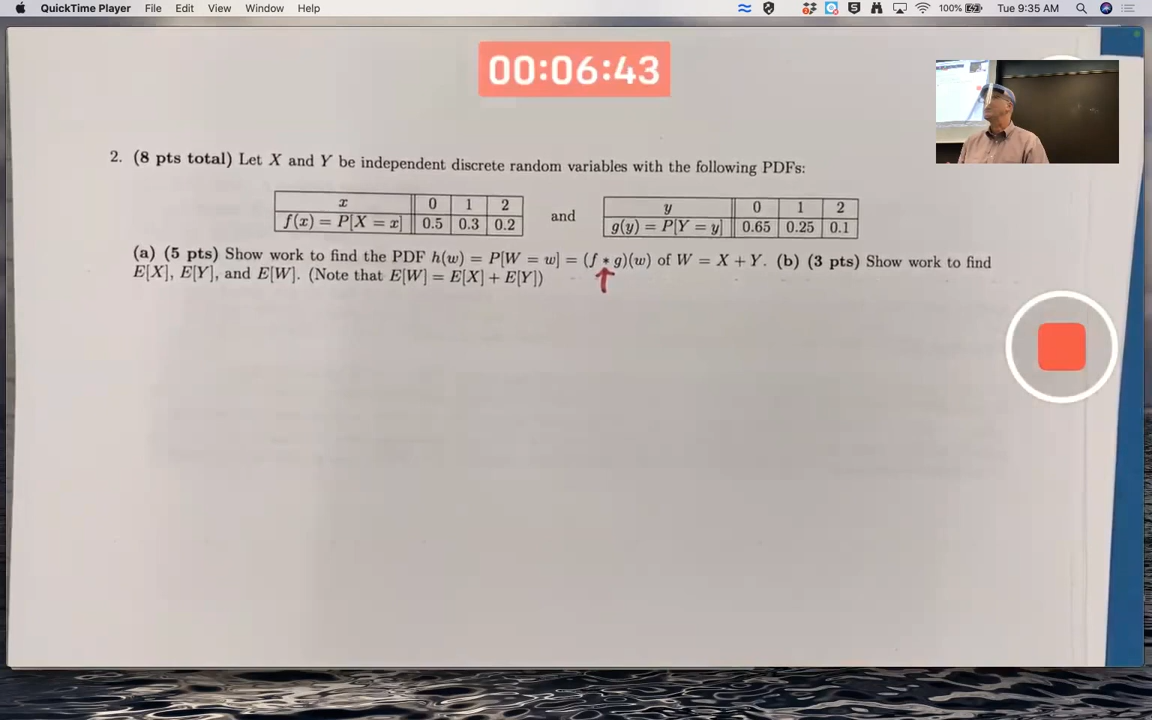 QuickTime Player File Edit View Window Help 100% Tue 9:35 AM
00:06:43
2. (8 pts total) Let X and Y be independent discrete random variables with the following PDFs:
x 0 1 2
f(x) = P[X = x] 0.5 0.3 0.2
and
y 0 1 2
g(y) = P[Y = y] 0.65 0.25 0.1
(a) (5 pts) Show work to find the PDF h(w) = P[W = w] = (f * g)(w) of W = X + Y. (b) (3 pts) Show work to find
E[X], E[Y], and E[W]. (Note that E[W] = E[X] + E[Y])